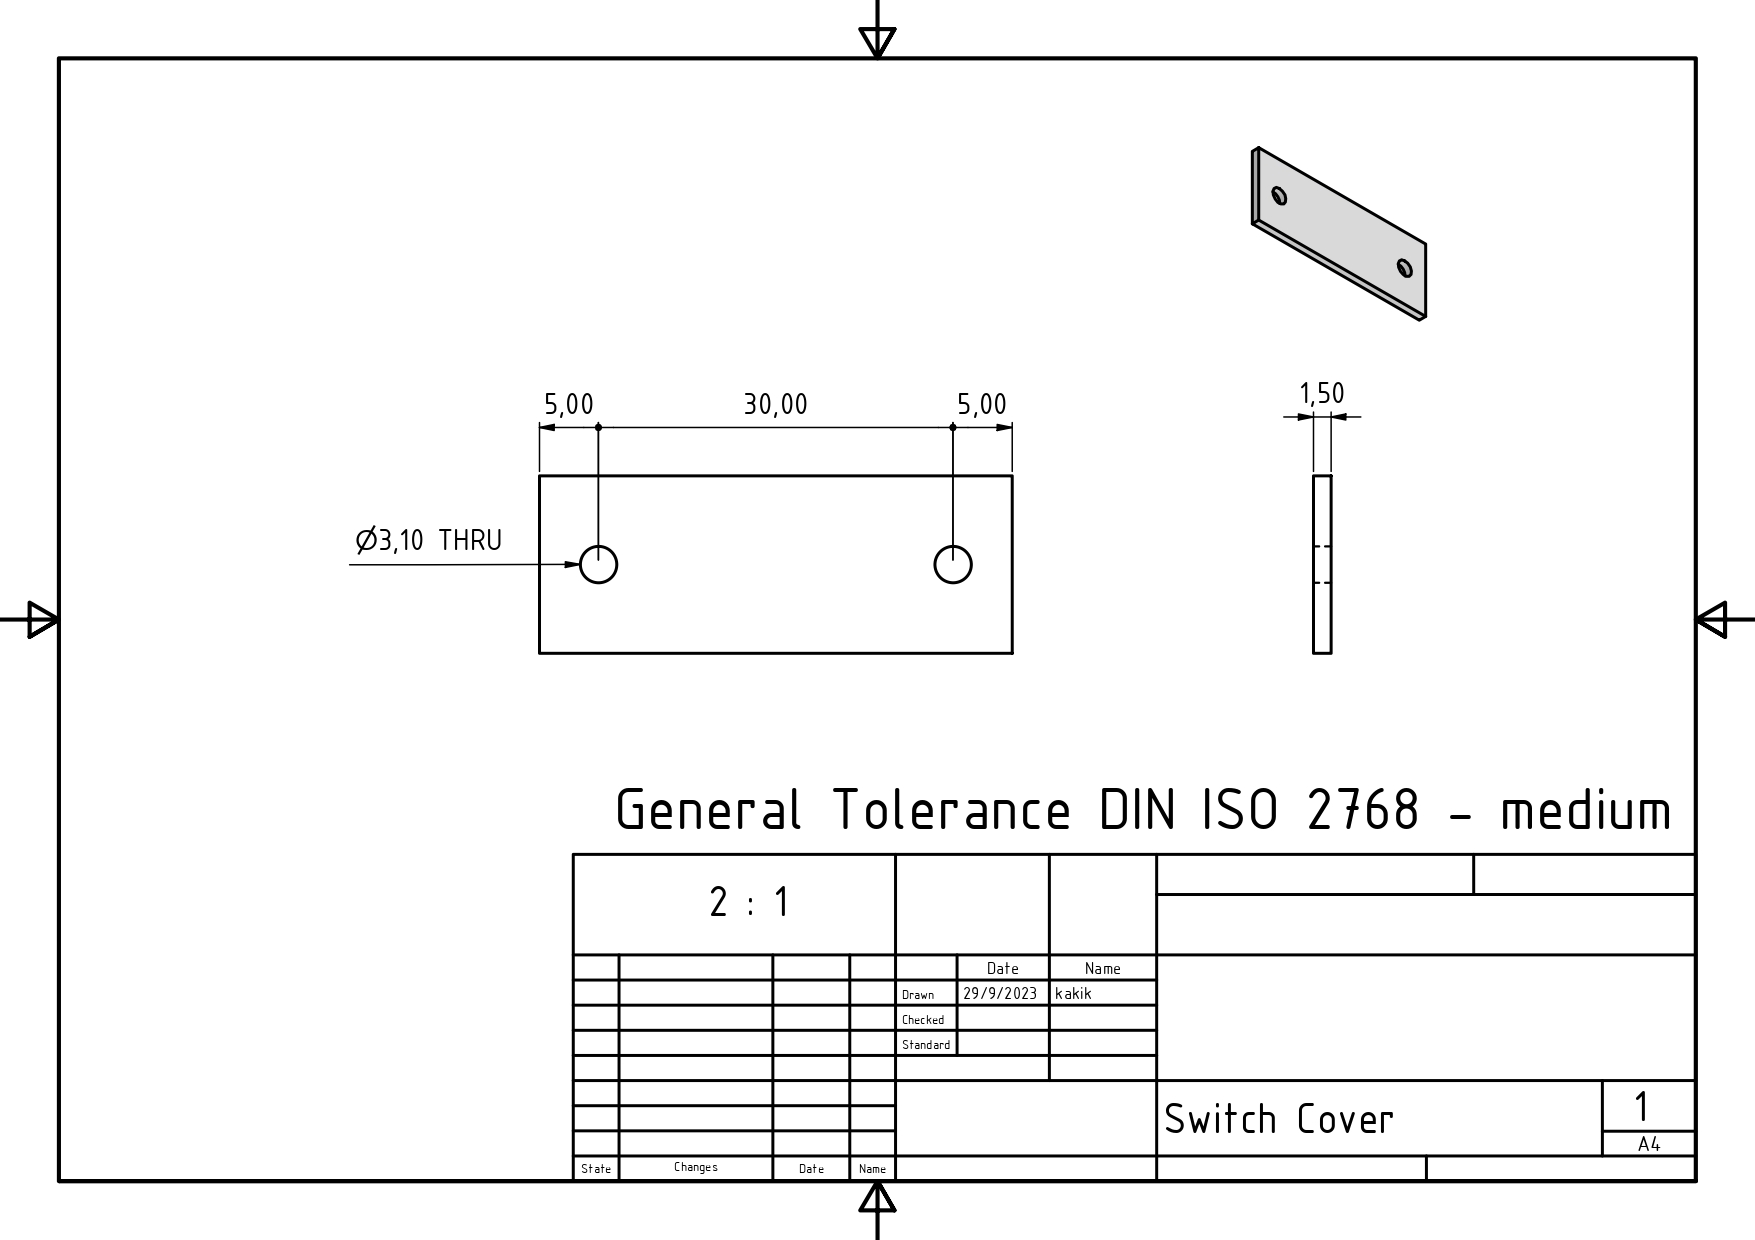 1,50
5,00 30,00 5,00
Ø3,10 THRU
General Tolerance DIN ISO 2768 - medium
2 : 1
Date Name
Drawn 29/9/2023 kakik
Checked
Standard
Switch Cover 1
A4
State Changes Date Name